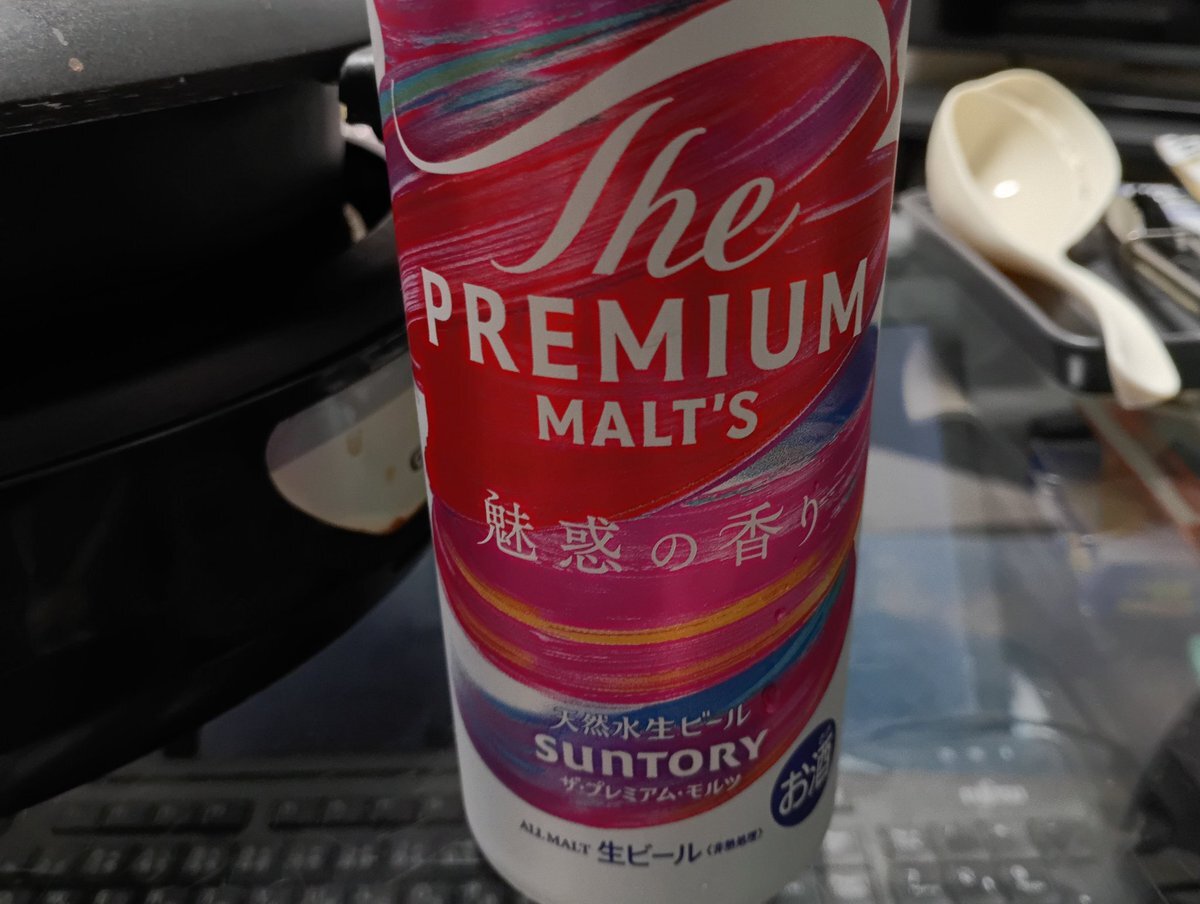 The
PREMIUM
MALT'S
魅惑の香り
天然水生ビール
SUNTORY
ザ・プレミアム・モルツ
お酒
ALL MALT 生ビール(非熱処理)